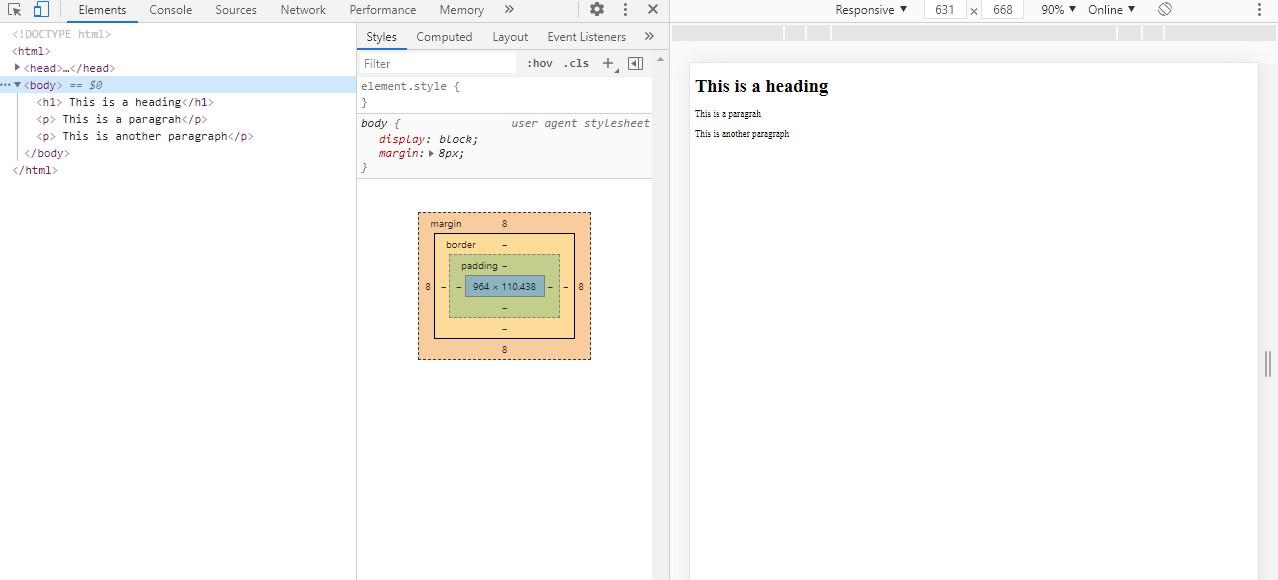 Elements Console Sources Network Performance Memory »
<!DOCTYPE html>
<html>
<head>…</head>
<body> == $0
<h1> This is a heading</h1>
<p> This is a paragrah</p>
<p> This is another paragraph</p>
</body>
</html>
Styles Computed Layout Event Listeners »
Filter :hov .cls +
element.style {
}
body { user agent stylesheet
display: block;
margin: 8px;
}
margin 8
border –
padding –
8 – – 964 × 110.438 – – 8
–
–
8
Responsive 631 × 668 90% Online
This is a heading
This is a paragrah
This is another paragraph